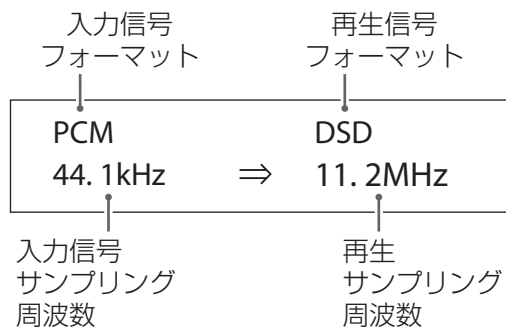 入力信号
フォーマット
再生信号
フォーマット
PCM
DSD
44. 1kHz ⇒ 11. 2MHz
入力信号
サンプリング
周波数
再生
サンプリング
周波数